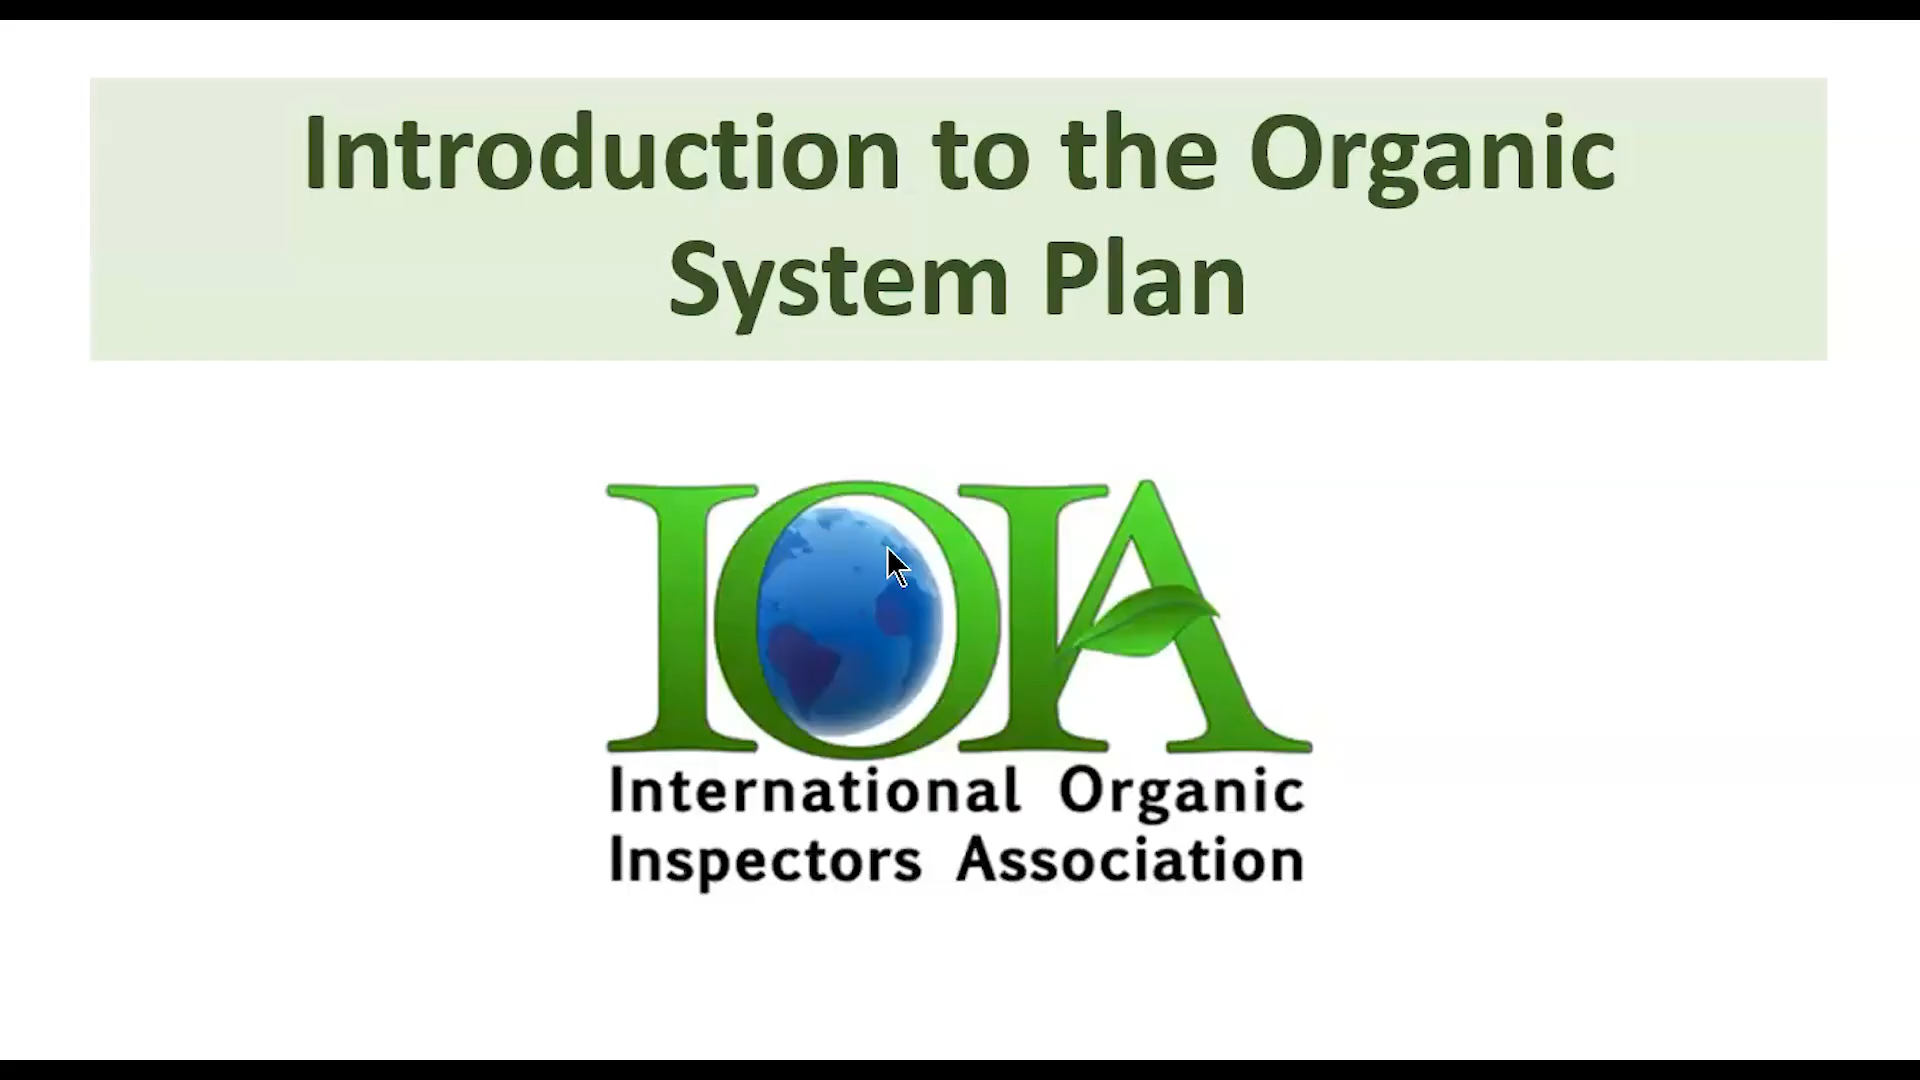 Introduction to the Organic
System Plan
IOIA
International Organic
Inspectors Association